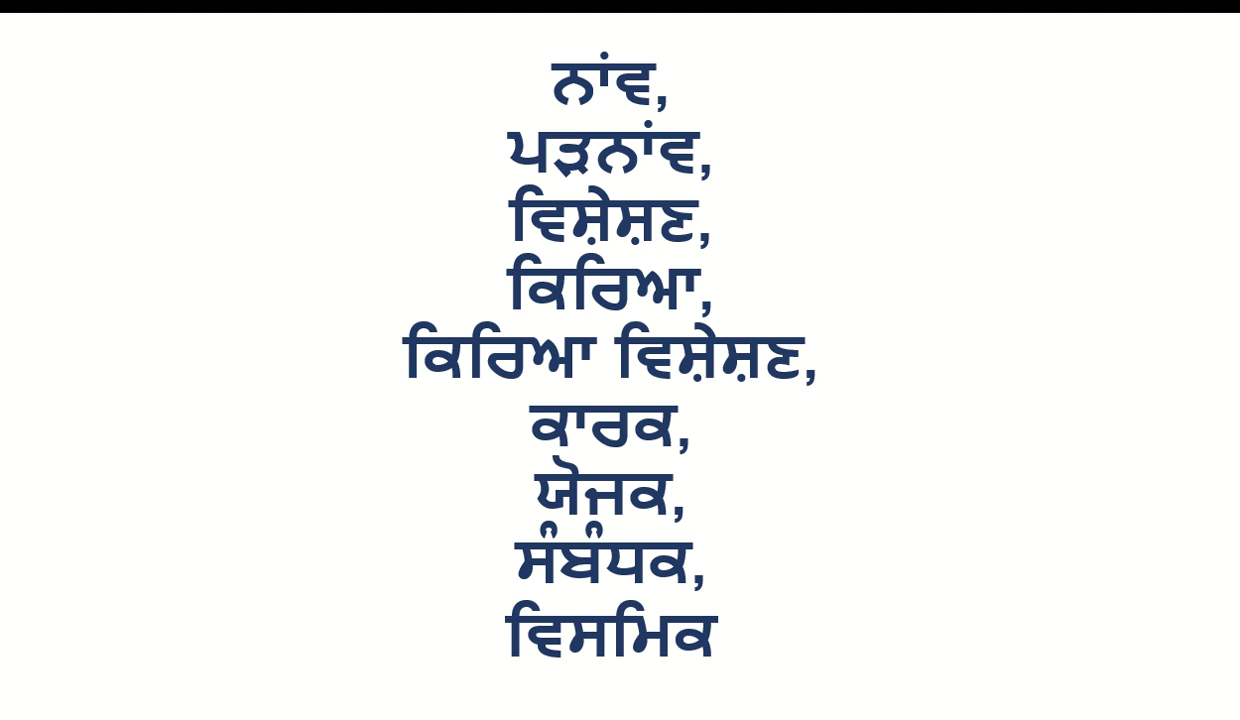 ਨਾਂਵ,
ਪੜਨਾਂਵ,
ਵਿਸ਼ੇਸ਼ਣ,
ਕਿਰਿਆ,
ਕਿਰਿਆ ਵਿਸ਼ੇਸ਼ਣ,
ਕਾਰਕ,
ਯੋਜਕ,
ਸੰਬੰਧਕ,
ਵਿਸਮਿਕ